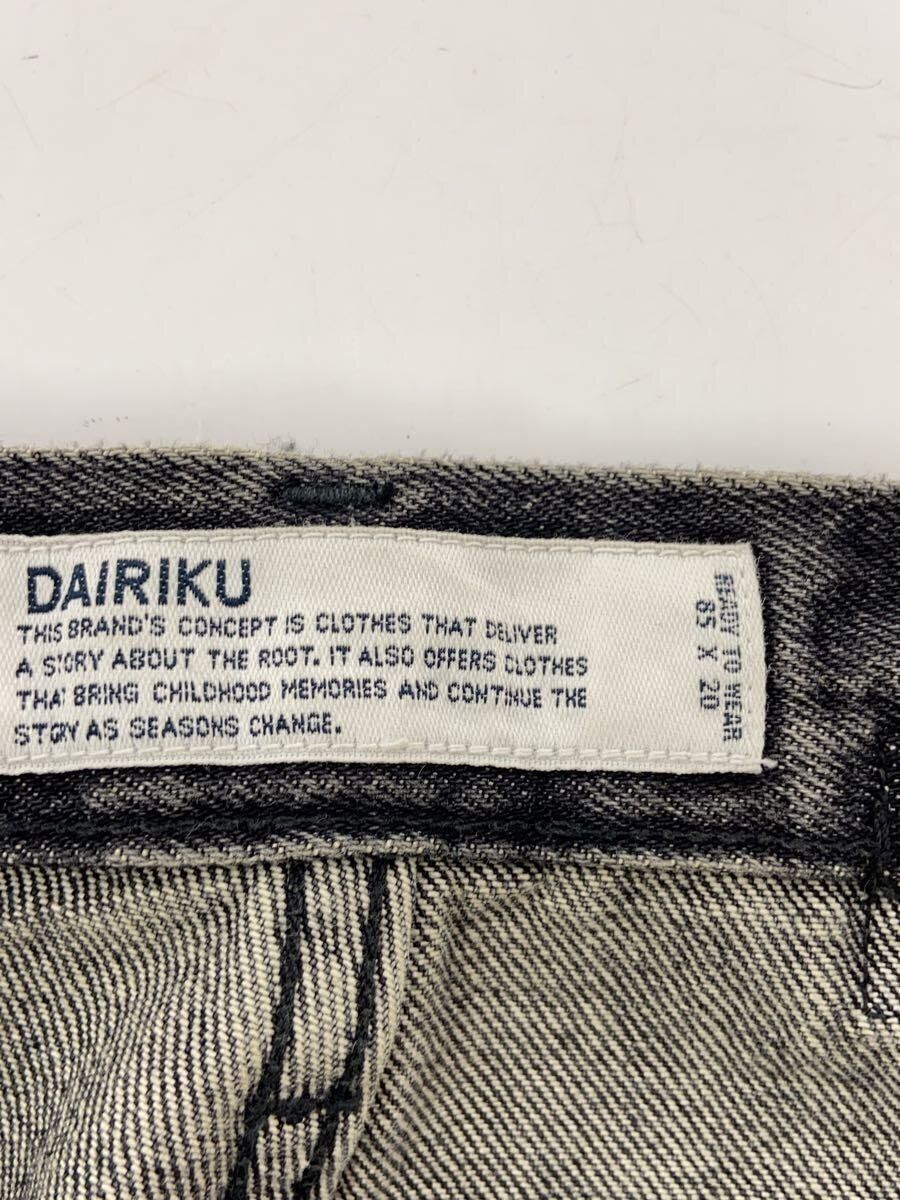 DAIRIKU
THIS BRAND'S CONCEPT IS CLOTHES THAT DELIVER
A STORY ABOUT THE ROOT. IT ALSO OFFERS CLOTHES
THAT BRING CHILDHOOD MEMORIES AND CONTINUE THE
STORY AS SEASONS CHANGE.
READY TO WEAR
85 X 20